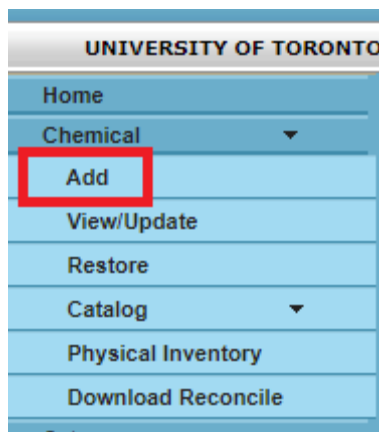 UNIVERSITY OF TORONTO
Home
Chemical
Add
View/Update
Restore
Catalog
Physical Inventory
Download Reconcile